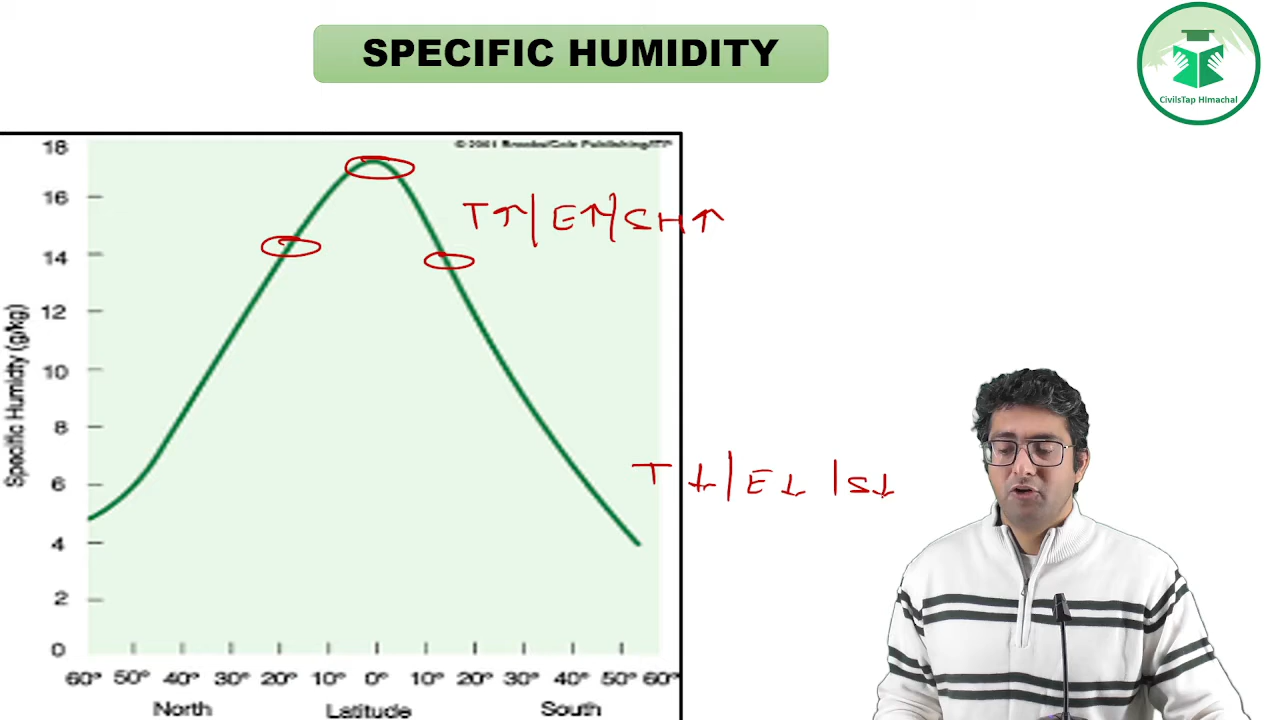 SPECIFIC HUMIDITY
CivilsTap Himachal
© 2001 Brooks/Cole Publishing/ITP
18
16
14
12
10
8
6
4
2
0
Specific Humidity (g/kg)
T↑/ E↑/ SH↑
T↓/ E↓ / S↓
60° 50° 40° 30° 20° 10° 0° 10° 20° 30° 40° 50° 60°
North Latitude South